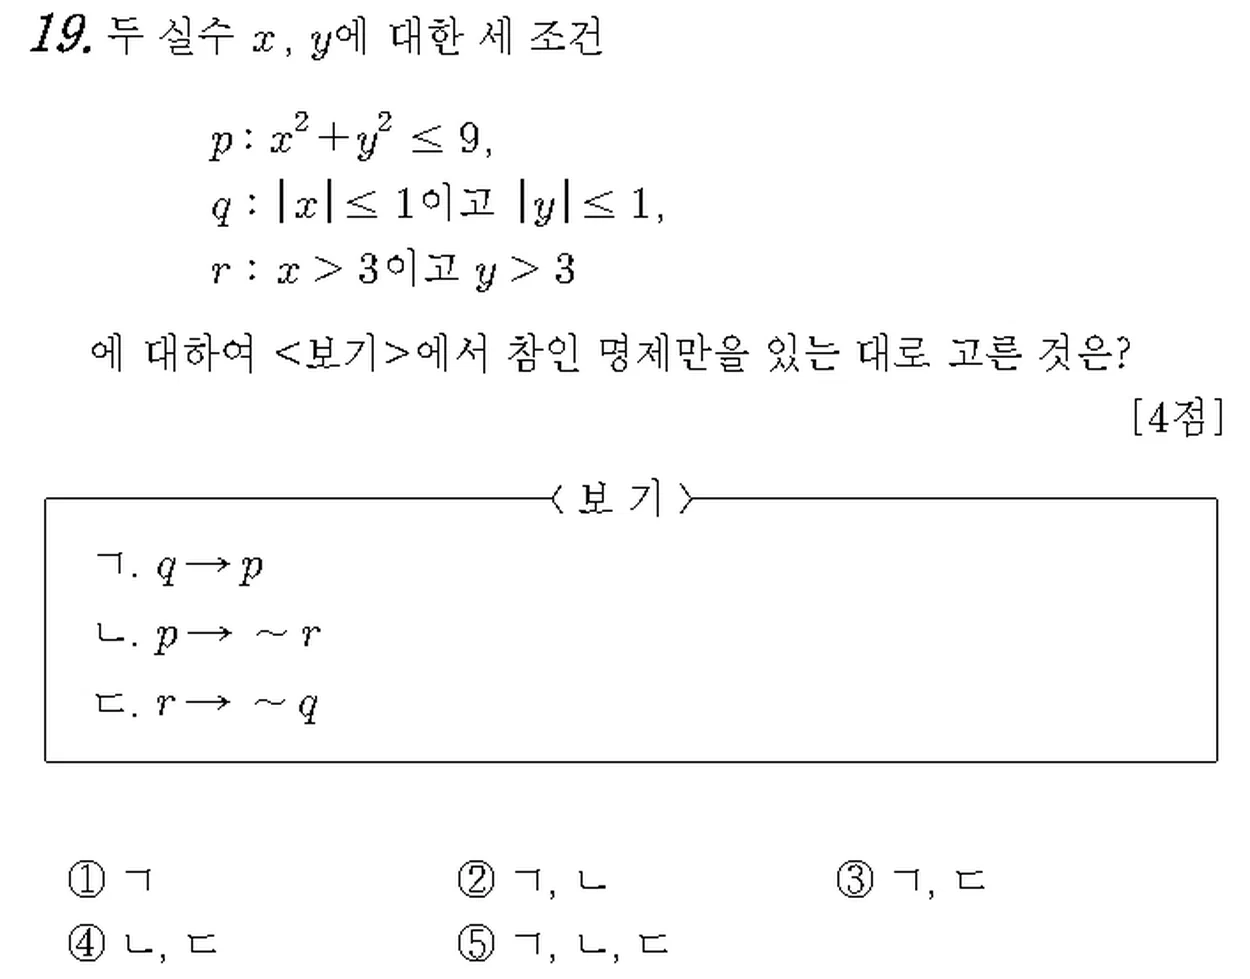 19. 두 실수 x, y에 대한 세 조건
p : x² + y² ≤ 9,
q : |x| ≤ 1이고 |y| ≤ 1,
r : x > 3이고 y > 3
에 대하여 <보기>에서 참인 명제만을 있는 대로 고른 것은?
[4점]
〈 보 기 〉
ㄱ. q → p
ㄴ. p → ~ r
ㄷ. r → ~ q
① ㄱ ② ㄱ, ㄴ ③ ㄱ, ㄷ
④ ㄴ, ㄷ ⑤ ㄱ, ㄴ, ㄷ